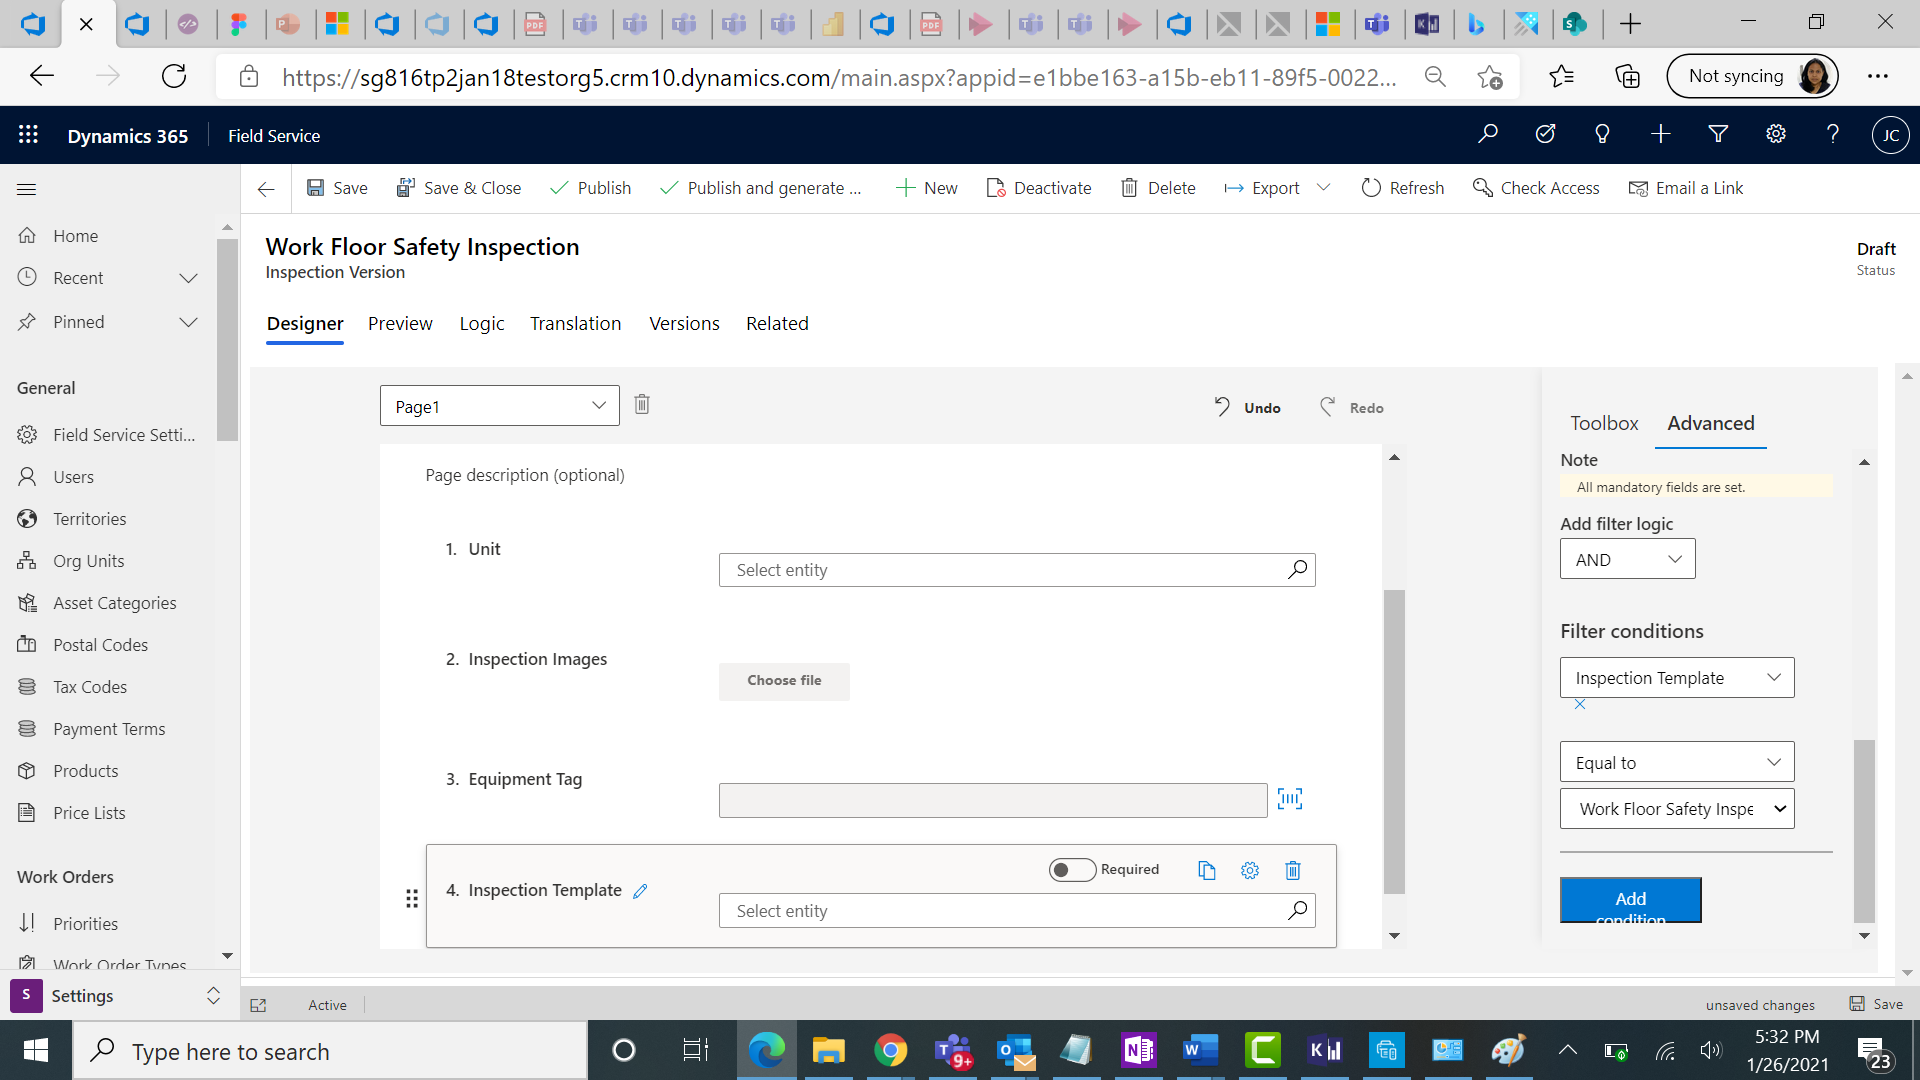 https://sg816tp2jan18testorg5.crm10.dynamics.com/main.aspx?appid=e1bbe163-a15b-eb11-89f5-0022...
Not syncing
Dynamics 365
Field Service
JC
Save
Save & Close
Publish
Publish and generate ...
New
Deactivate
Delete
Export
Refresh
Check Access
Email a Link
Home
Recent
Pinned
General
Field Service Setti...
Users
Territories
Org Units
Asset Categories
Postal Codes
Tax Codes
Payment Terms
Products
Price Lists
Work Orders
Priorities
Work Order Types
S
Settings
Work Floor Safety Inspection
Inspection Version
Draft
Status
Designer
Preview
Logic
Translation
Versions
Related
Page1
Undo
Redo
Page description (optional)
1. Unit
Select entity
2. Inspection Images
Choose file
3. Equipment Tag
Required
4. Inspection Template
Select entity
Toolbox
Advanced
Note
All mandatory fields are set.
Add filter logic
AND
Filter conditions
Inspection Template
Equal to
Work Floor Safety Inspe
Add
condition
Active
unsaved changes
Save
Type here to search
9+
5:32 PM
1/26/2021
23